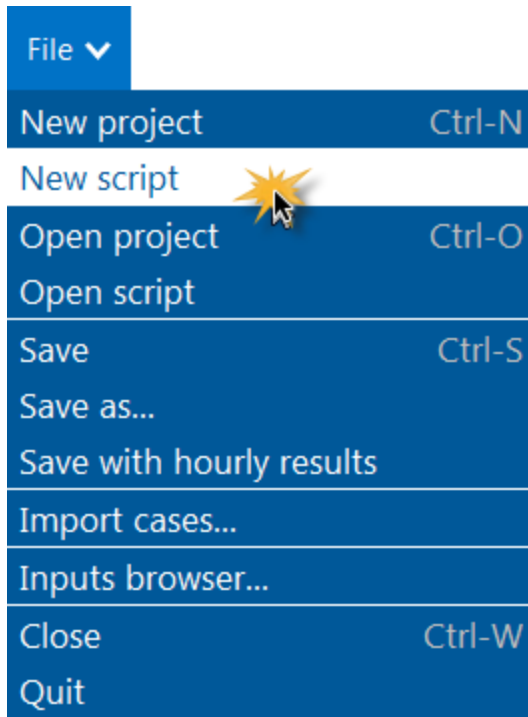 File
New project Ctrl-N
New script
Open project Ctrl-O
Open script
Save Ctrl-S
Save as...
Save with hourly results
Import cases...
Inputs browser...
Close Ctrl-W
Quit